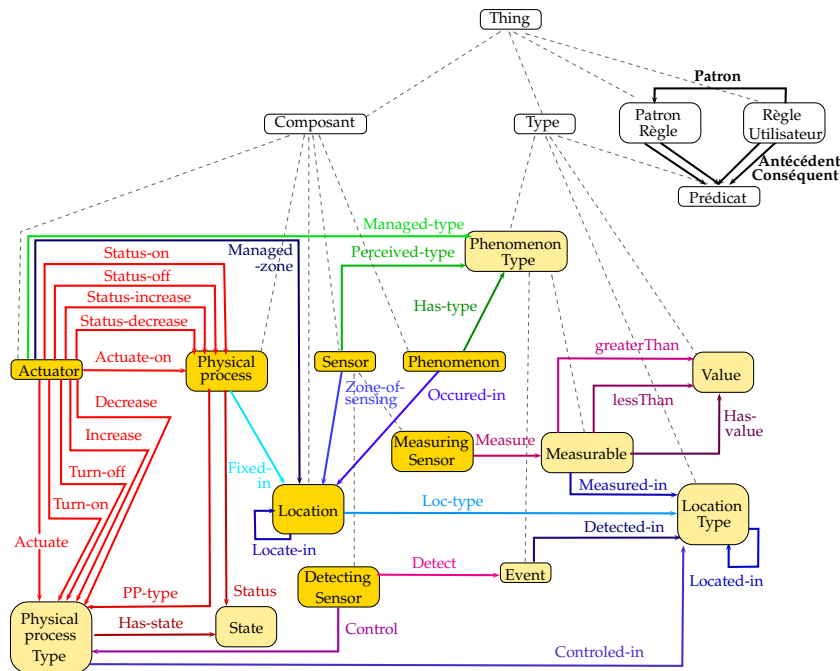 Thing
Patron
Composant
Type
Patron
Règle
Règle
Utilisateur
Antécédent
Conséquent
Prédicat
Managed-type
Managed
-zone
Perceived-type
Phenomenon
Type
Status-on
Status-off
Status-increase
Status-decrease
Has-type
greaterThan
Actuator
Actuate-on
Physical
process
Sensor
Phenomenon
Value
Zone-of-
sensing
Occured-in
lessThan
Has-
value
Decrease
Increase
Turn-off
Turn-on
Actuate
Fixed-
in
Measuring
Sensor
Measure
Measurable
Measured-in
Location
Loc-type
Location
Type
Locate-in
Detected-in
Located-in
Detecting
Sensor
Detect
Event
PP-type
Status
Physical
process
Type
Has-state
State
Control
Controled-in